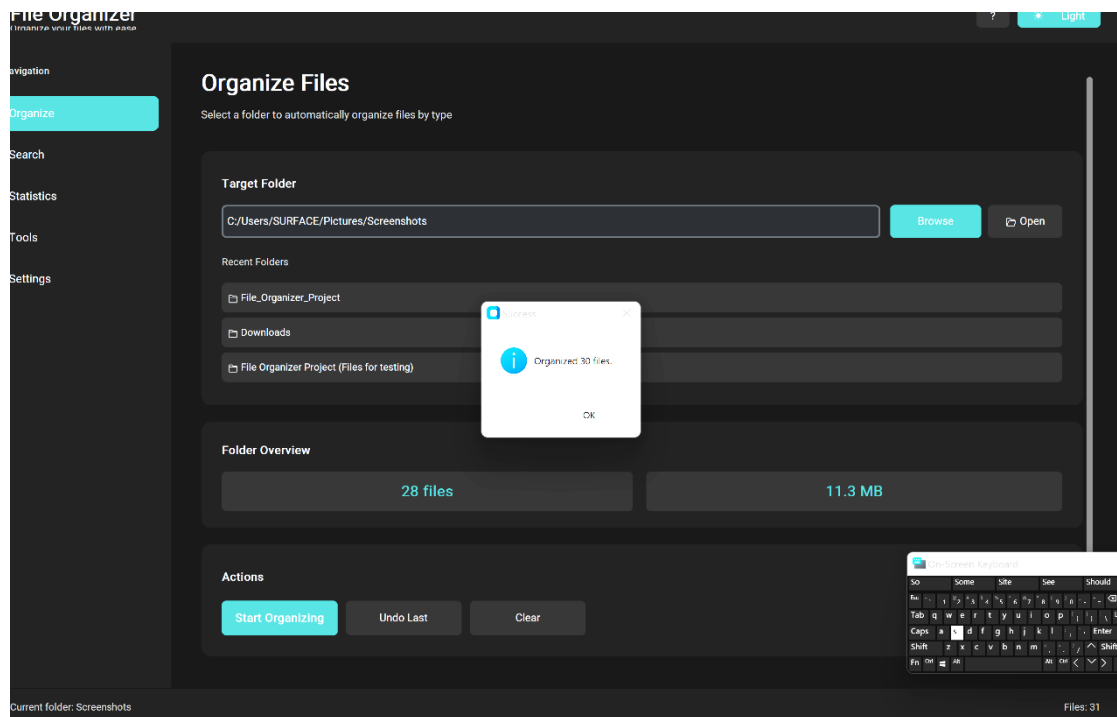 File Organizer
Organize your files with ease
?
Light
avigation
Organize
Search
Statistics
Tools
Settings
Organize Files
Select a folder to automatically organize files by type
Target Folder
C:/Users/SURFACE/Pictures/Screenshots
Browse
Open
Recent Folders
File_Organizer_Project
Downloads
File Organizer Project (Files for testing)
Success
Organized 30 files.
OK
Folder Overview
28 files
11.3 MB
Actions
Start Organizing
Undo Last
Clear
On-Screen Keyboard
So Some Site See Should
Tab q w e r t y u i o p
Caps a s d f g h j k l Enter
Shift z x c v b n m Shift
Fn Ctrl Alt Alt Ctrl
Current folder: Screenshots
Files: 31